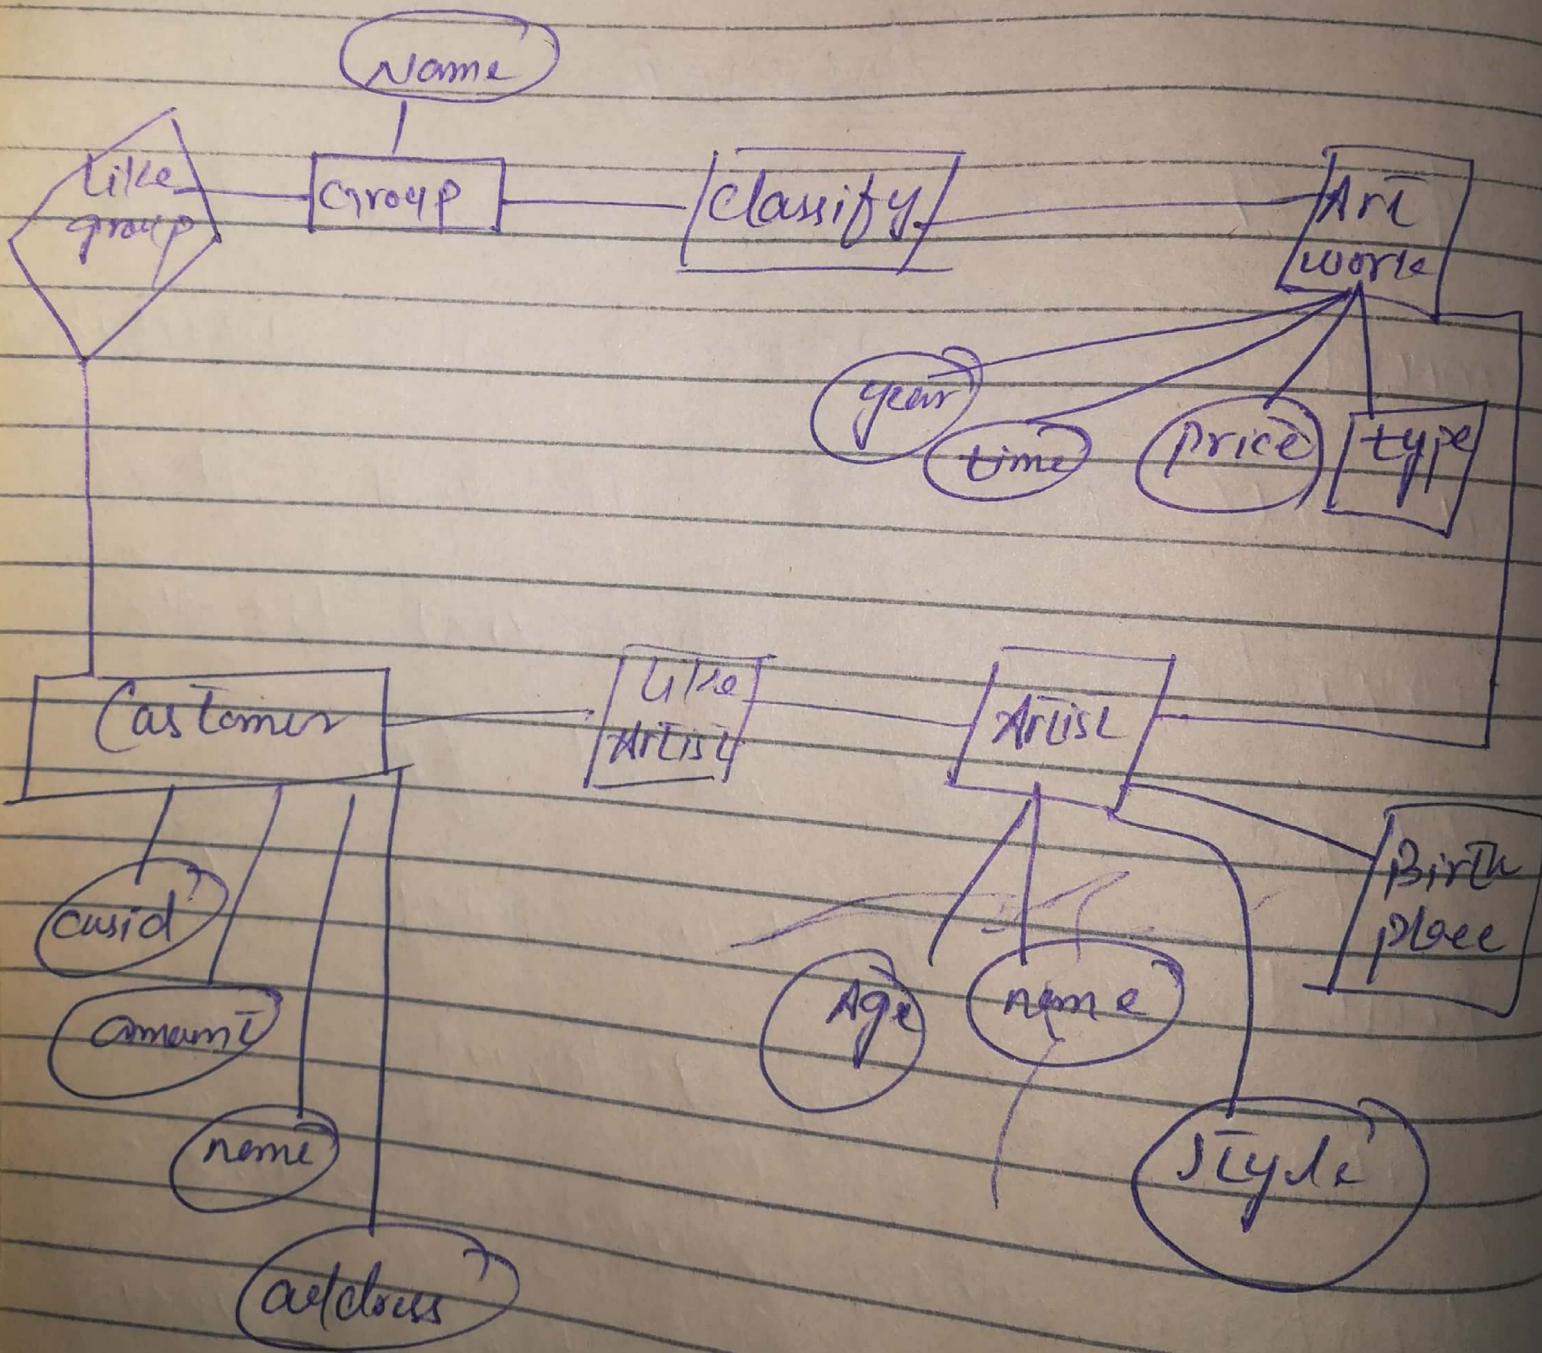 Name
Like
group
Group
Classify
Art
work
year
time
price
type
Castomer
Like
Artist
Artist
Birth
place
cusid
Age
name
amount
name
style
address